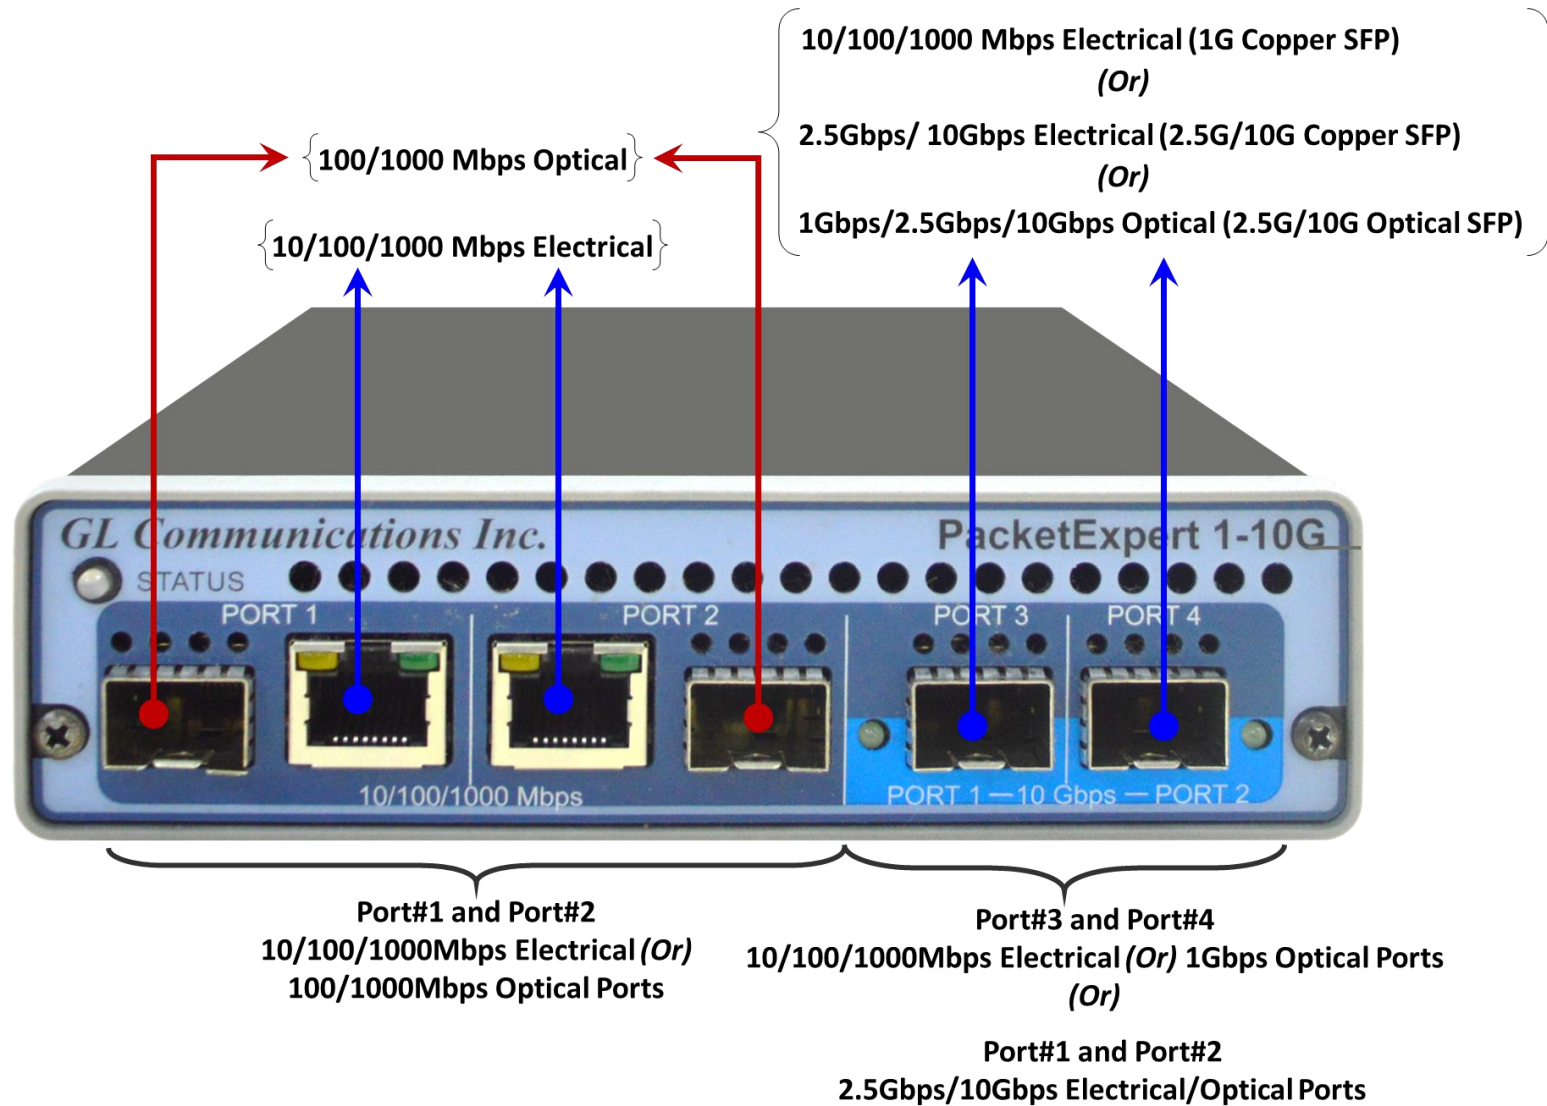 10/100/1000 Mbps Electrical (1G Copper SFP)
(Or)
2.5Gbps/ 10Gbps Electrical (2.5G/10G Copper SFP)
(Or)
1Gbps/2.5Gbps/10Gbps Optical (2.5G/10G Optical SFP)
{100/1000 Mbps Optical}
{10/100/1000 Mbps Electrical}
GL Communications Inc.
PacketExpert 1-10G
STATUS
PORT 1
PORT 2
PORT 3
PORT 4
10/100/1000 Mbps
PORT 1 — 10 Gbps — PORT 2
Port#1 and Port#2
10/100/1000Mbps Electrical (Or)
100/1000Mbps Optical Ports
Port#3 and Port#4
10/100/1000Mbps Electrical (Or) 1Gbps Optical Ports
(Or)
Port#1 and Port#2
2.5Gbps/10Gbps Electrical/Optical Ports